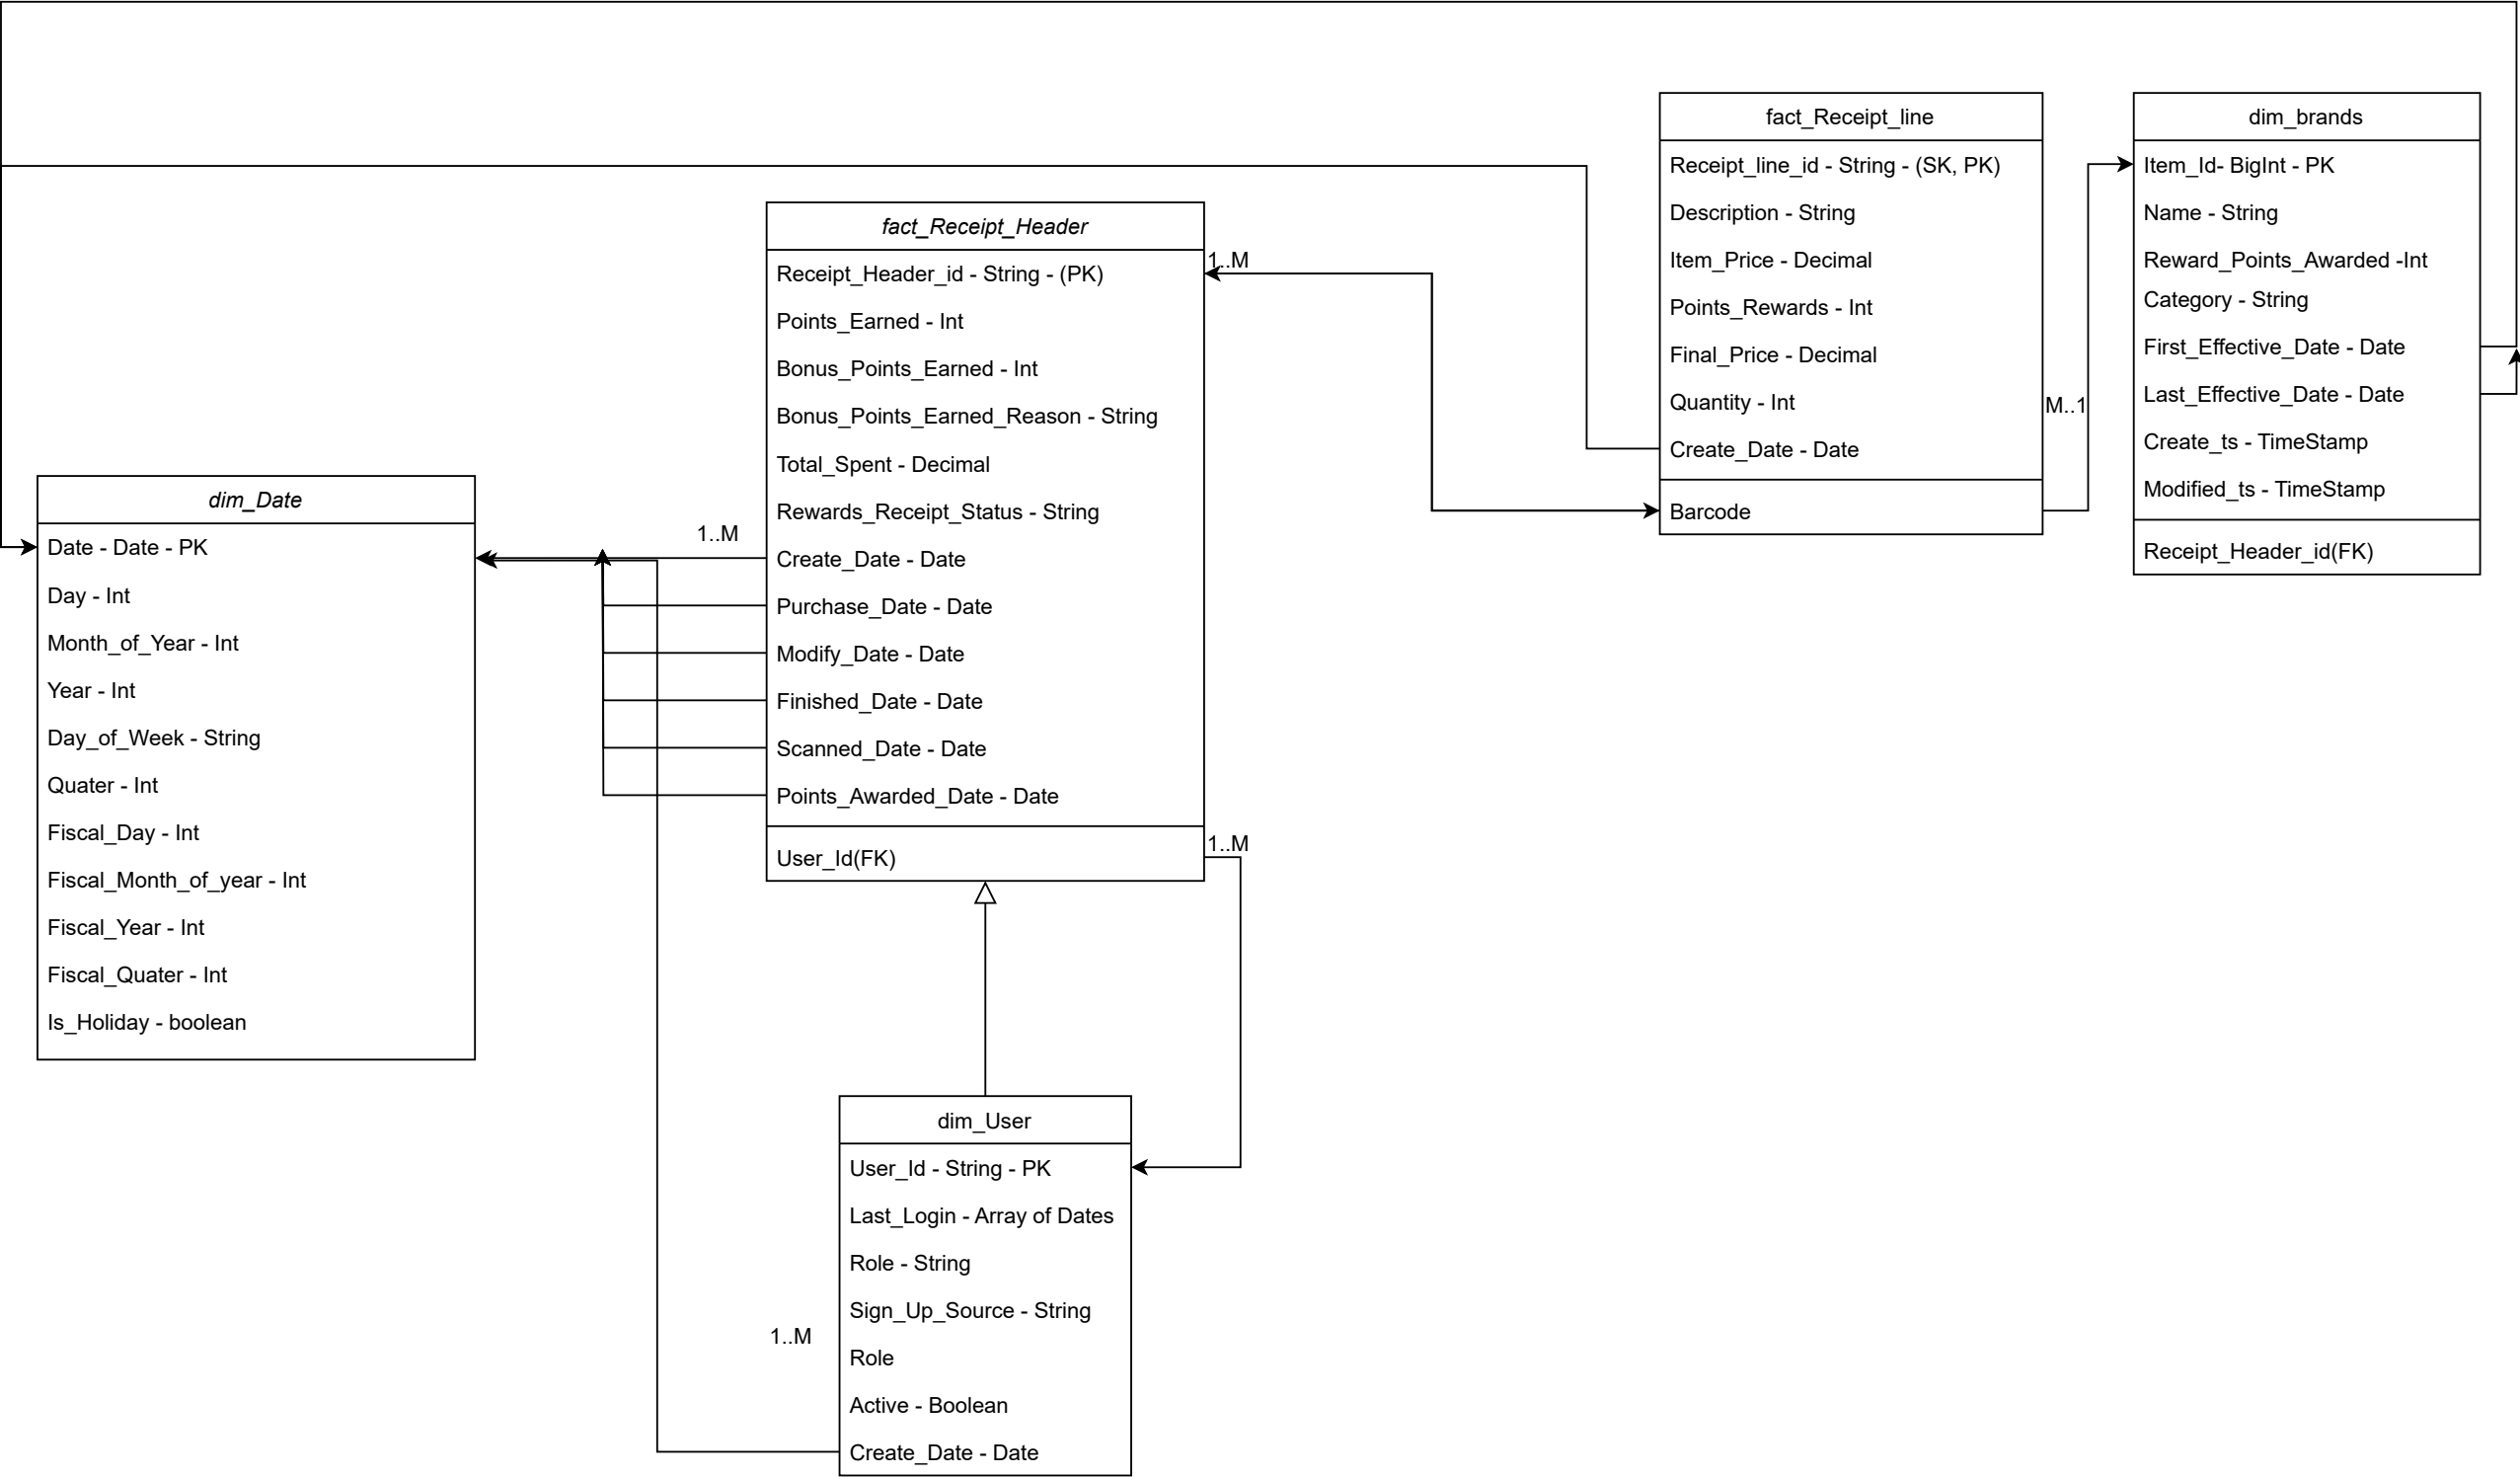 fact_Receipt_line
Receipt_line_id - String - (SK, PK)
Description - String
Item_Price - Decimal
Points_Rewards - Int
Final_Price - Decimal
Quantity - Int
Create_Date - Date
Barcode
M..1
dim_brands
Item_Id- BigInt - PK
Name - String
Reward_Points_Awarded -Int
Category - String
First_Effective_Date - Date
Last_Effective_Date - Date
Create_ts - TimeStamp
Modified_ts - TimeStamp
Receipt_Header_id(FK)
fact_Receipt_Header
1..M
Receipt_Header_id - String - (PK)
Points_Earned - Int
Bonus_Points_Earned - Int
Bonus_Points_Earned_Reason - String
Total_Spent - Decimal
Rewards_Receipt_Status - String
Create_Date - Date
Purchase_Date - Date
Modify_Date - Date
Finished_Date - Date
Scanned_Date - Date
Points_Awarded_Date - Date
User_Id(FK)
1..M
1..M
dim_Date
Date - Date - PK
Day - Int
Month_of_Year - Int
Year - Int
Day_of_Week - String
Quater - Int
Fiscal_Day - Int
Fiscal_Month_of_year - Int
Fiscal_Year - Int
Fiscal_Quater - Int
Is_Holiday - boolean
dim_User
User_Id - String - PK
Last_Login - Array of Dates
Role - String
Sign_Up_Source - String
Role
Active - Boolean
Create_Date - Date
1..M